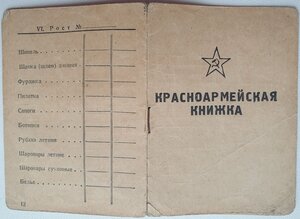 VI. Рост №
Шинель
Шапка (шлем) зимняя
Фуражка
Пилотка
Сапоги
Ботинки
Рубаха летняя
Шаровары летние
Шаровары суконные
Белье
12
КРАСНОАРМЕЙСКАЯ
КНИЖКА